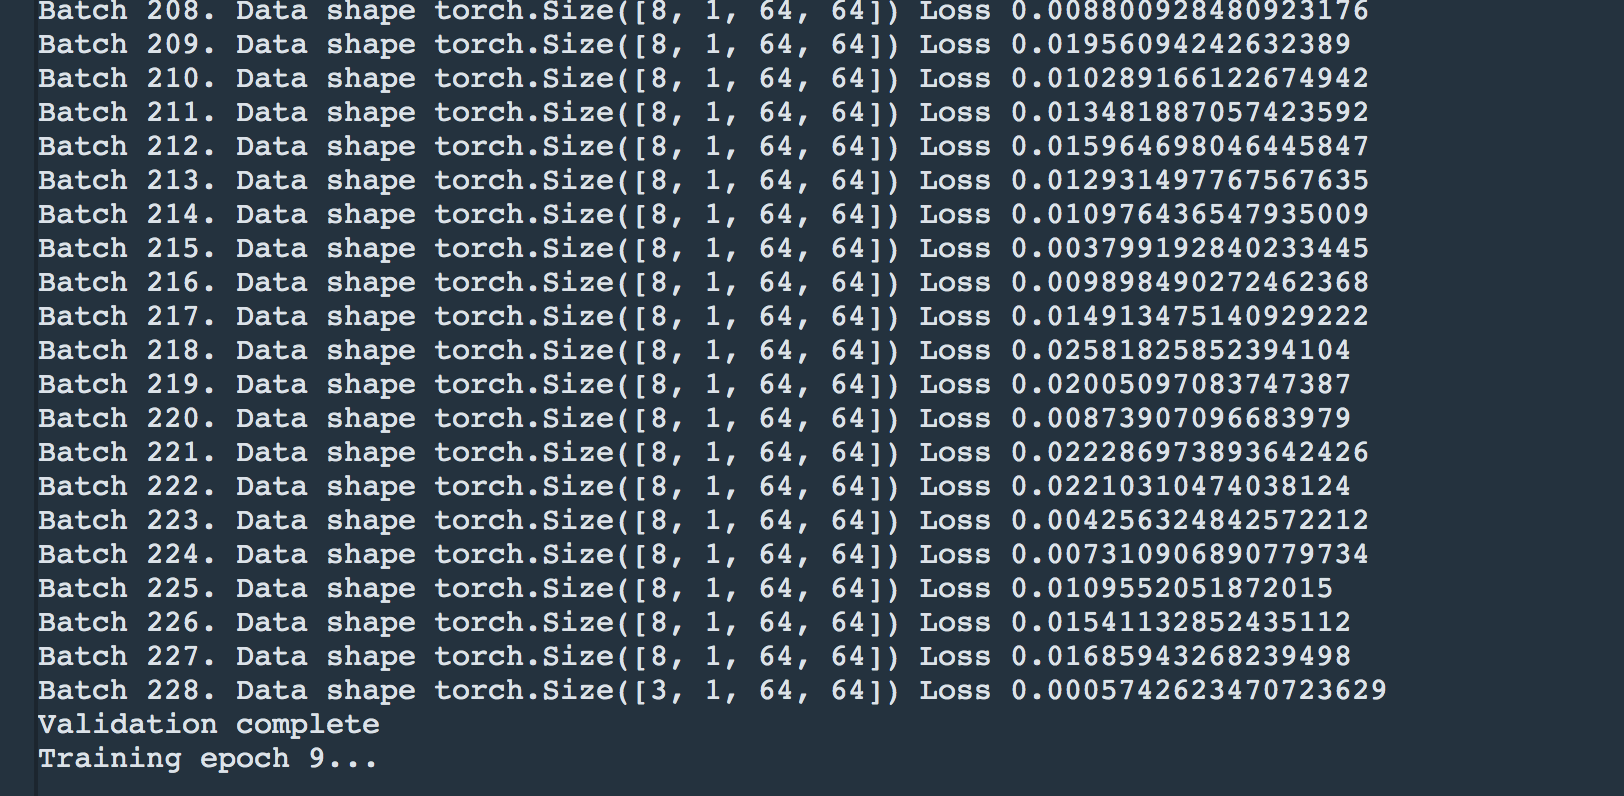 Batch 208. Data shape torch.Size([8, 1, 64, 64]) Loss 0.008800928480923176
Batch 209. Data shape torch.Size([8, 1, 64, 64]) Loss 0.01956094242632389
Batch 210. Data shape torch.Size([8, 1, 64, 64]) Loss 0.010289166122674942
Batch 211. Data shape torch.Size([8, 1, 64, 64]) Loss 0.013481887057423592
Batch 212. Data shape torch.Size([8, 1, 64, 64]) Loss 0.015964698046445847
Batch 213. Data shape torch.Size([8, 1, 64, 64]) Loss 0.012931497767567635
Batch 214. Data shape torch.Size([8, 1, 64, 64]) Loss 0.010976436547935009
Batch 215. Data shape torch.Size([8, 1, 64, 64]) Loss 0.003799192840233445
Batch 216. Data shape torch.Size([8, 1, 64, 64]) Loss 0.009898490272462368
Batch 217. Data shape torch.Size([8, 1, 64, 64]) Loss 0.014913475140929222
Batch 218. Data shape torch.Size([8, 1, 64, 64]) Loss 0.02581825852394104
Batch 219. Data shape torch.Size([8, 1, 64, 64]) Loss 0.02005097083747387
Batch 220. Data shape torch.Size([8, 1, 64, 64]) Loss 0.00873907096683979
Batch 221. Data shape torch.Size([8, 1, 64, 64]) Loss 0.022286973893642426
Batch 222. Data shape torch.Size([8, 1, 64, 64]) Loss 0.02210310474038124
Batch 223. Data shape torch.Size([8, 1, 64, 64]) Loss 0.004256324842572212
Batch 224. Data shape torch.Size([8, 1, 64, 64]) Loss 0.007310906890779734
Batch 225. Data shape torch.Size([8, 1, 64, 64]) Loss 0.0109552051872015
Batch 226. Data shape torch.Size([8, 1, 64, 64]) Loss 0.01541132852435112
Batch 227. Data shape torch.Size([8, 1, 64, 64]) Loss 0.01685943268239498
Batch 228. Data shape torch.Size([3, 1, 64, 64]) Loss 0.0005742623470723629
Validation complete
Training epoch 9...